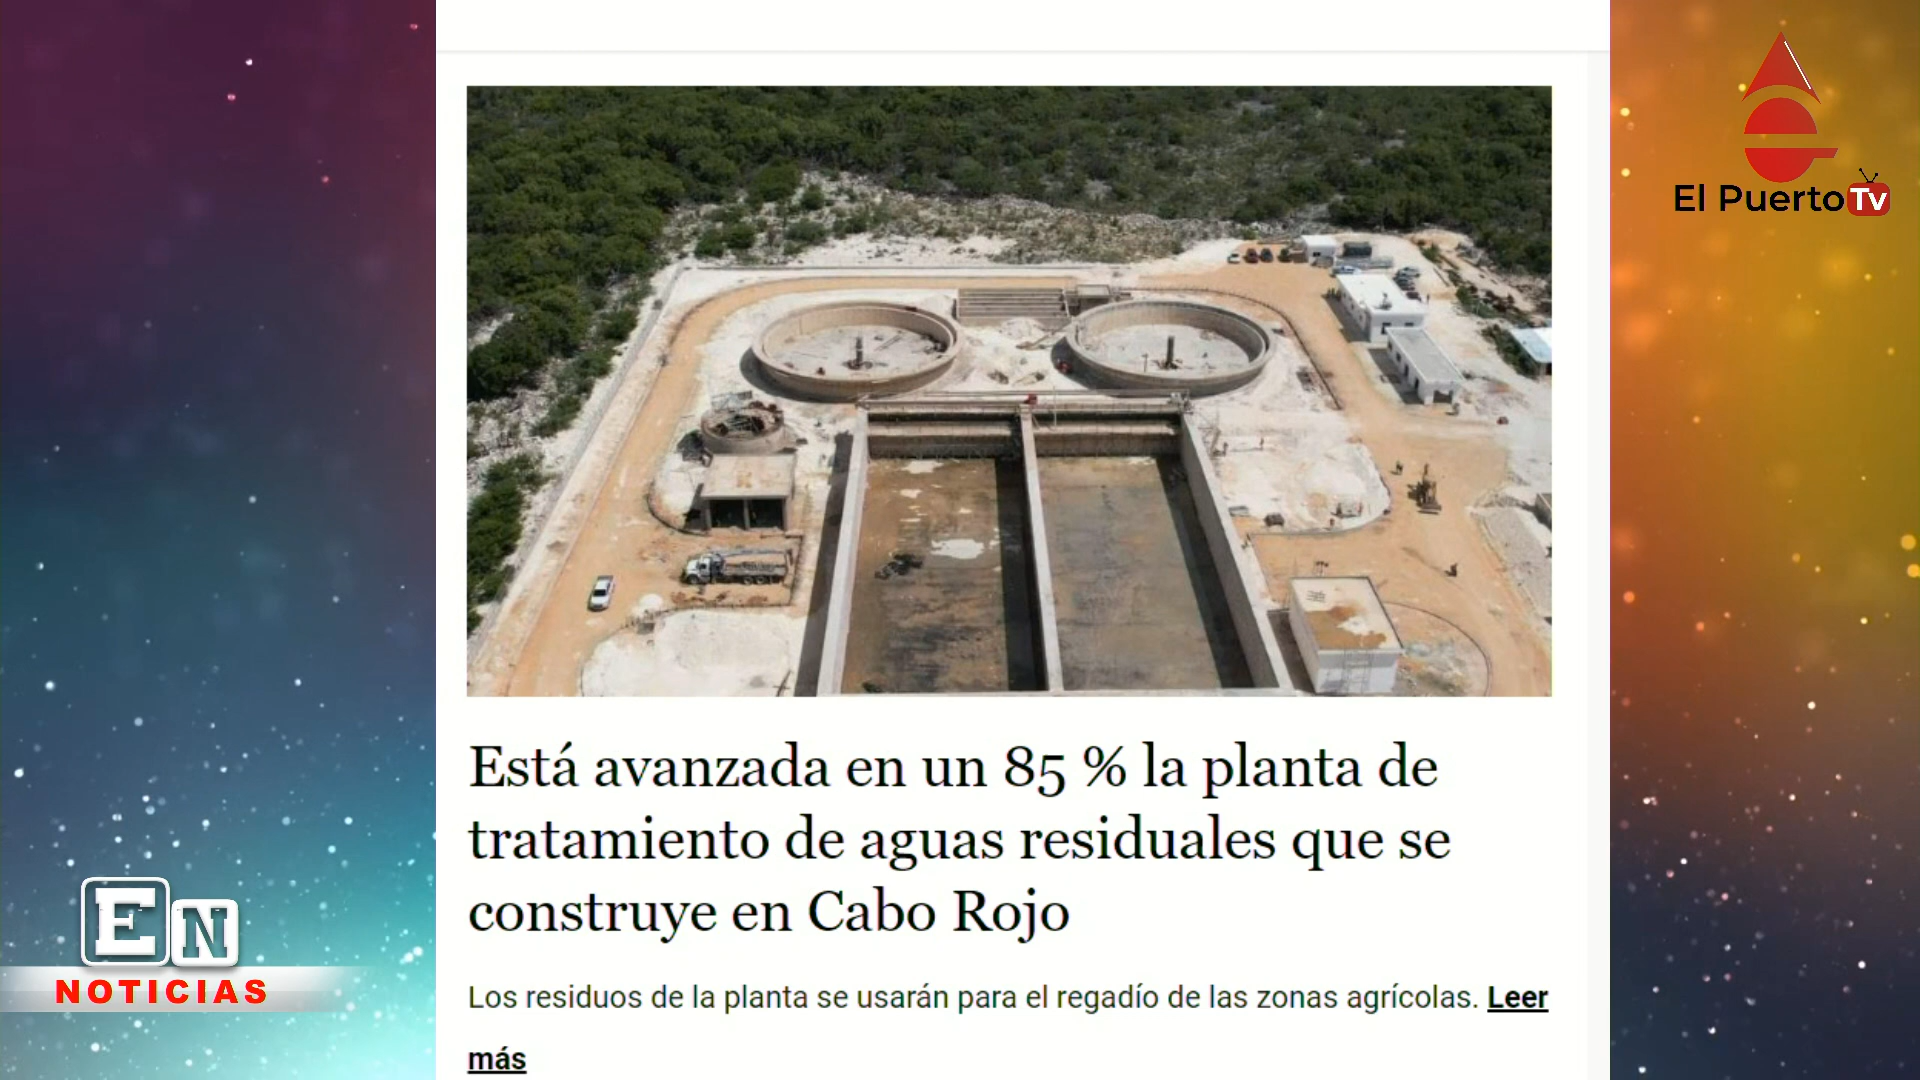 El Puerto Tv
Está avanzada en un 85 % la planta de
tratamiento de aguas residuales que se
construye en Cabo Rojo
Los residuos de la planta se usarán para el regadío de las zonas agrícolas. Leer
más
EN
NOTICIAS